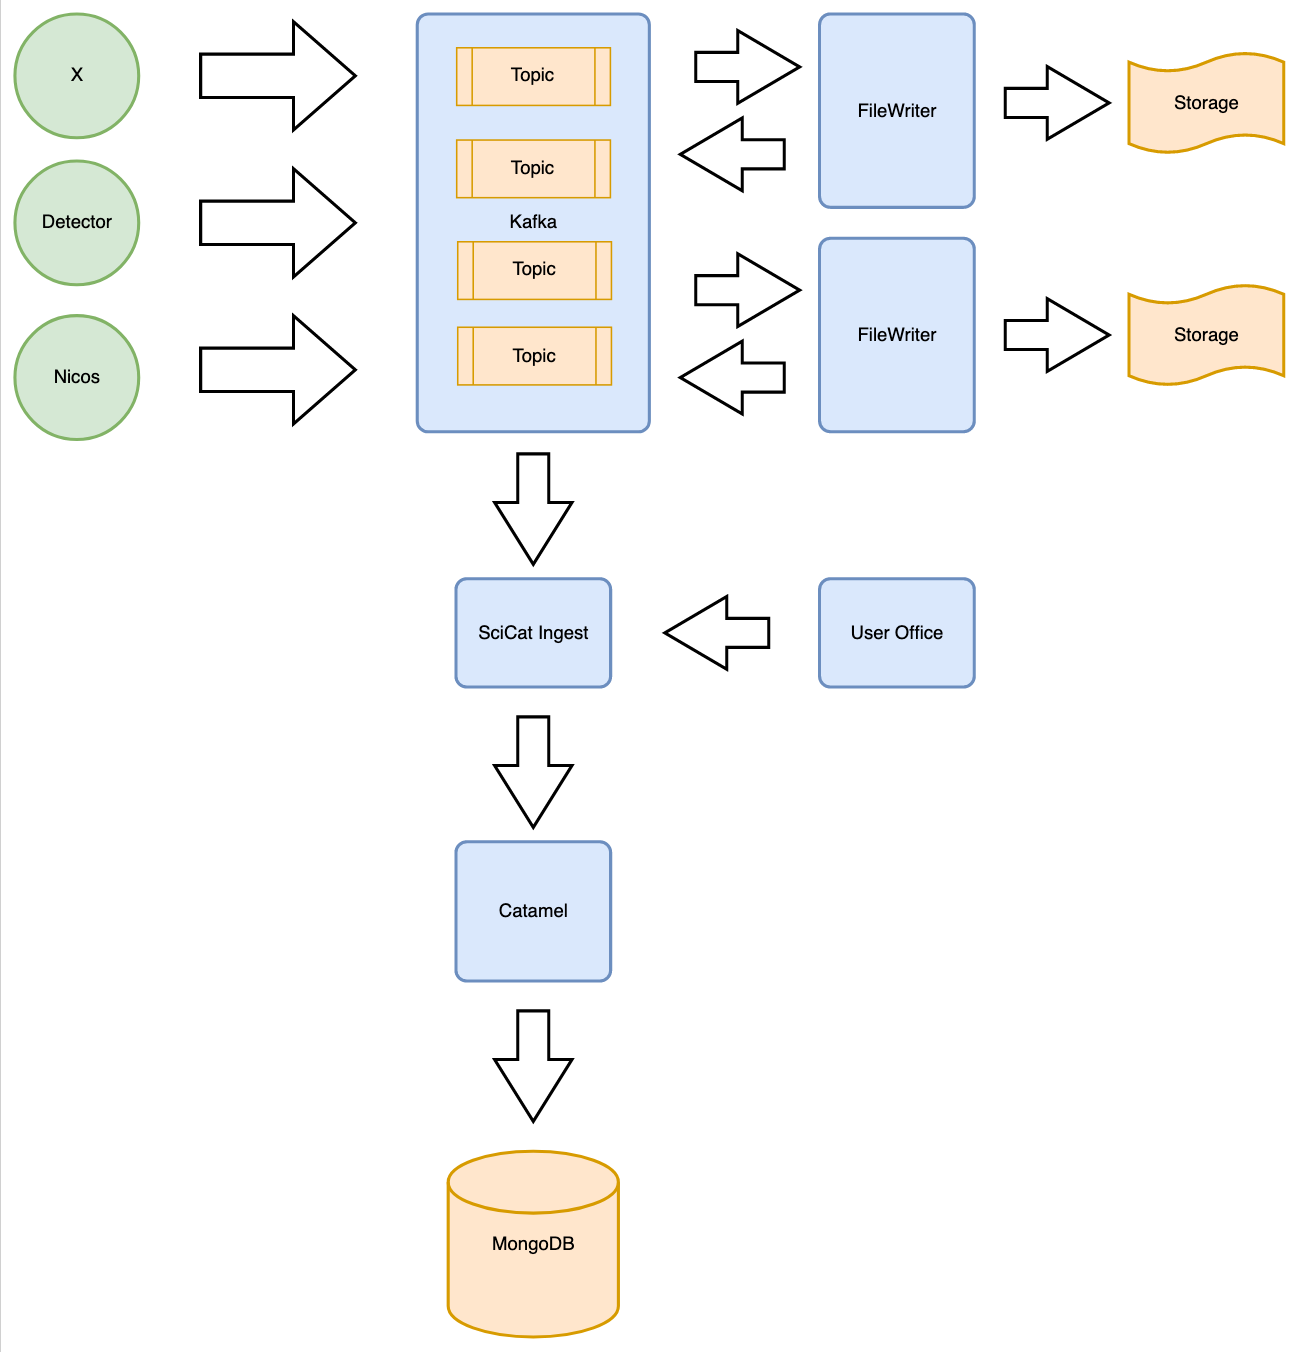 X
Topic
FileWriter
Storage
Topic
Detector
Kafka
Topic
FileWriter
Storage
Topic
Nicos
SciCat Ingest
User Office
Catamel
MongoDB